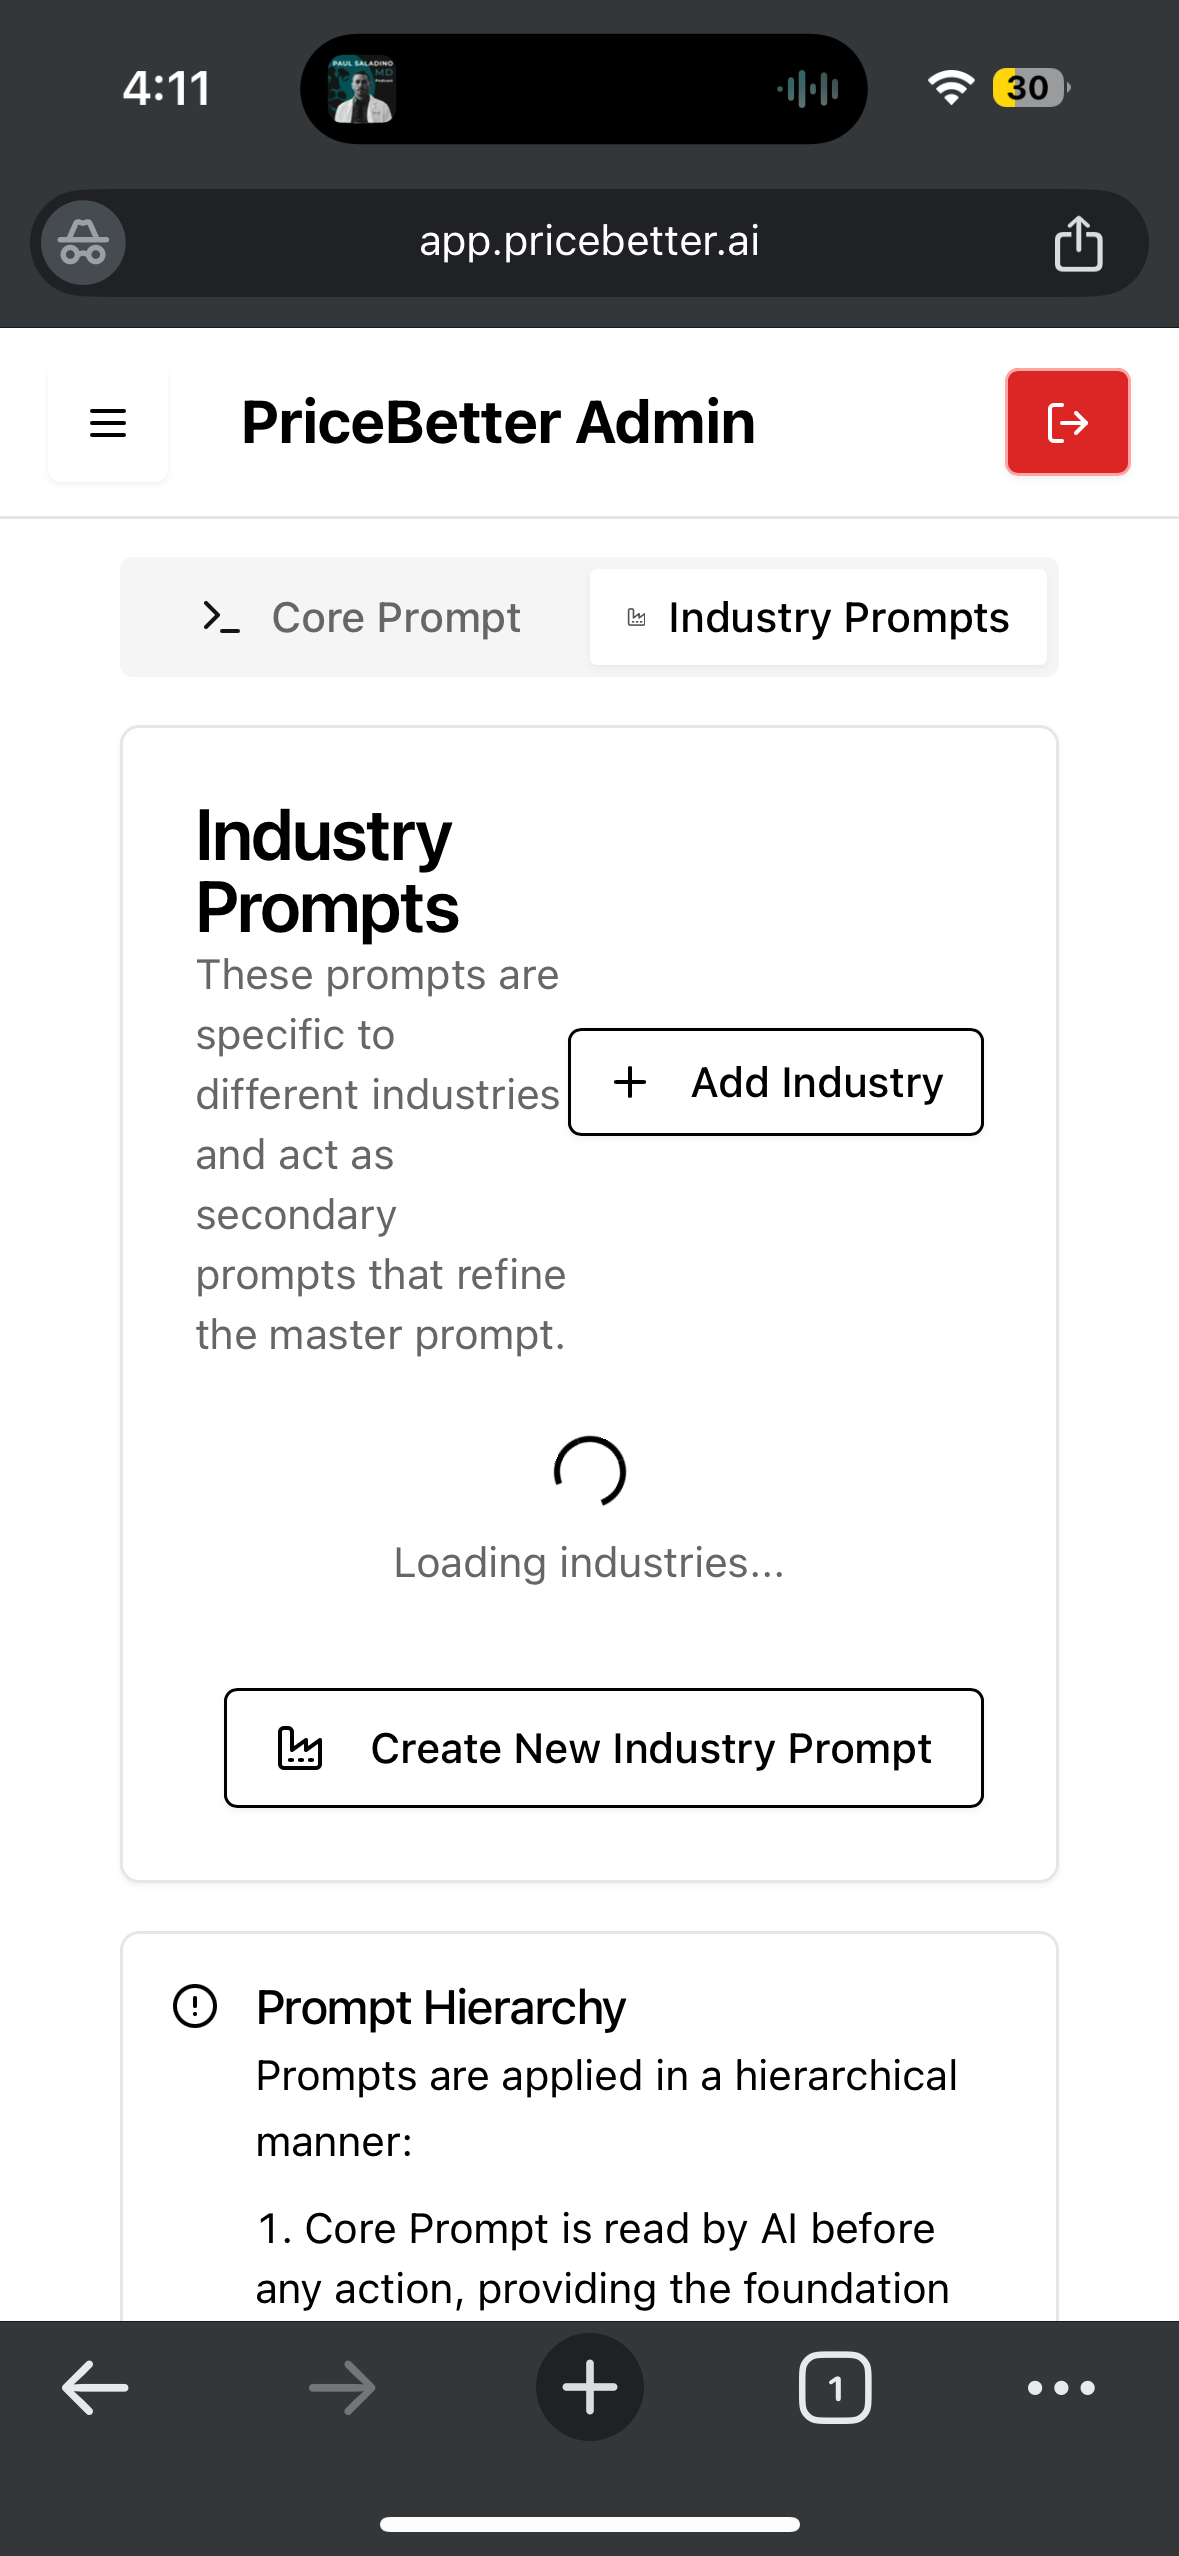 4:11
PAUL SALADINO
MD
30
app.pricebetter.ai
PriceBetter Admin
Core Prompt
Industry Prompts
Industry
Prompts
These prompts are
specific to
different industries
and act as
secondary
prompts that refine
the master prompt.
Add Industry
Loading industries...
Create New Industry Prompt
Prompt Hierarchy
Prompts are applied in a hierarchical
manner:
1. Core Prompt is read by AI before
any action, providing the foundation
1